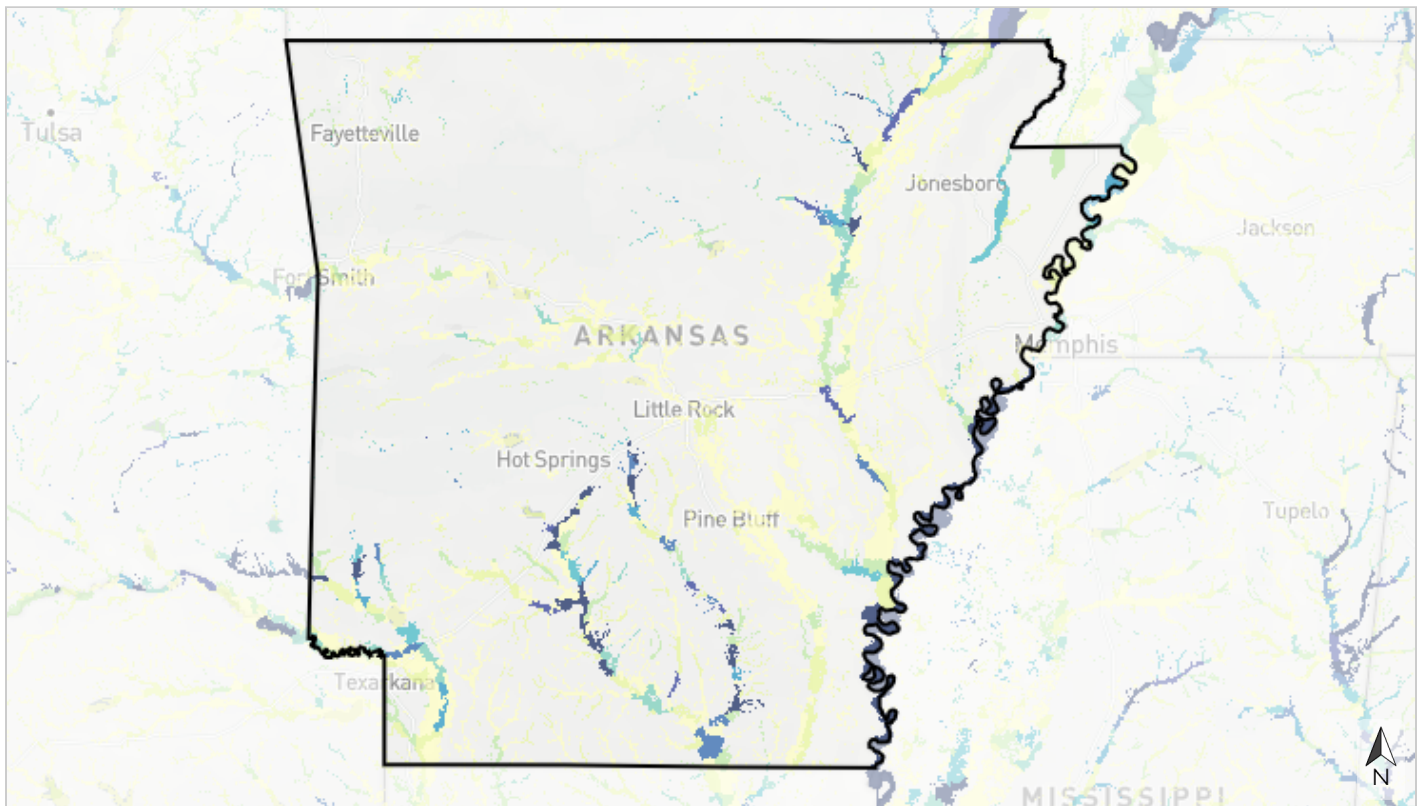 Tulsa
Fayetteville
Jonesboro
Jackson
Fort Smith
ARKANSAS
Memphis
Little Rock
Hot Springs
Tupelo
Pine Bluff
Texarkana
N
MISSISSIPPI